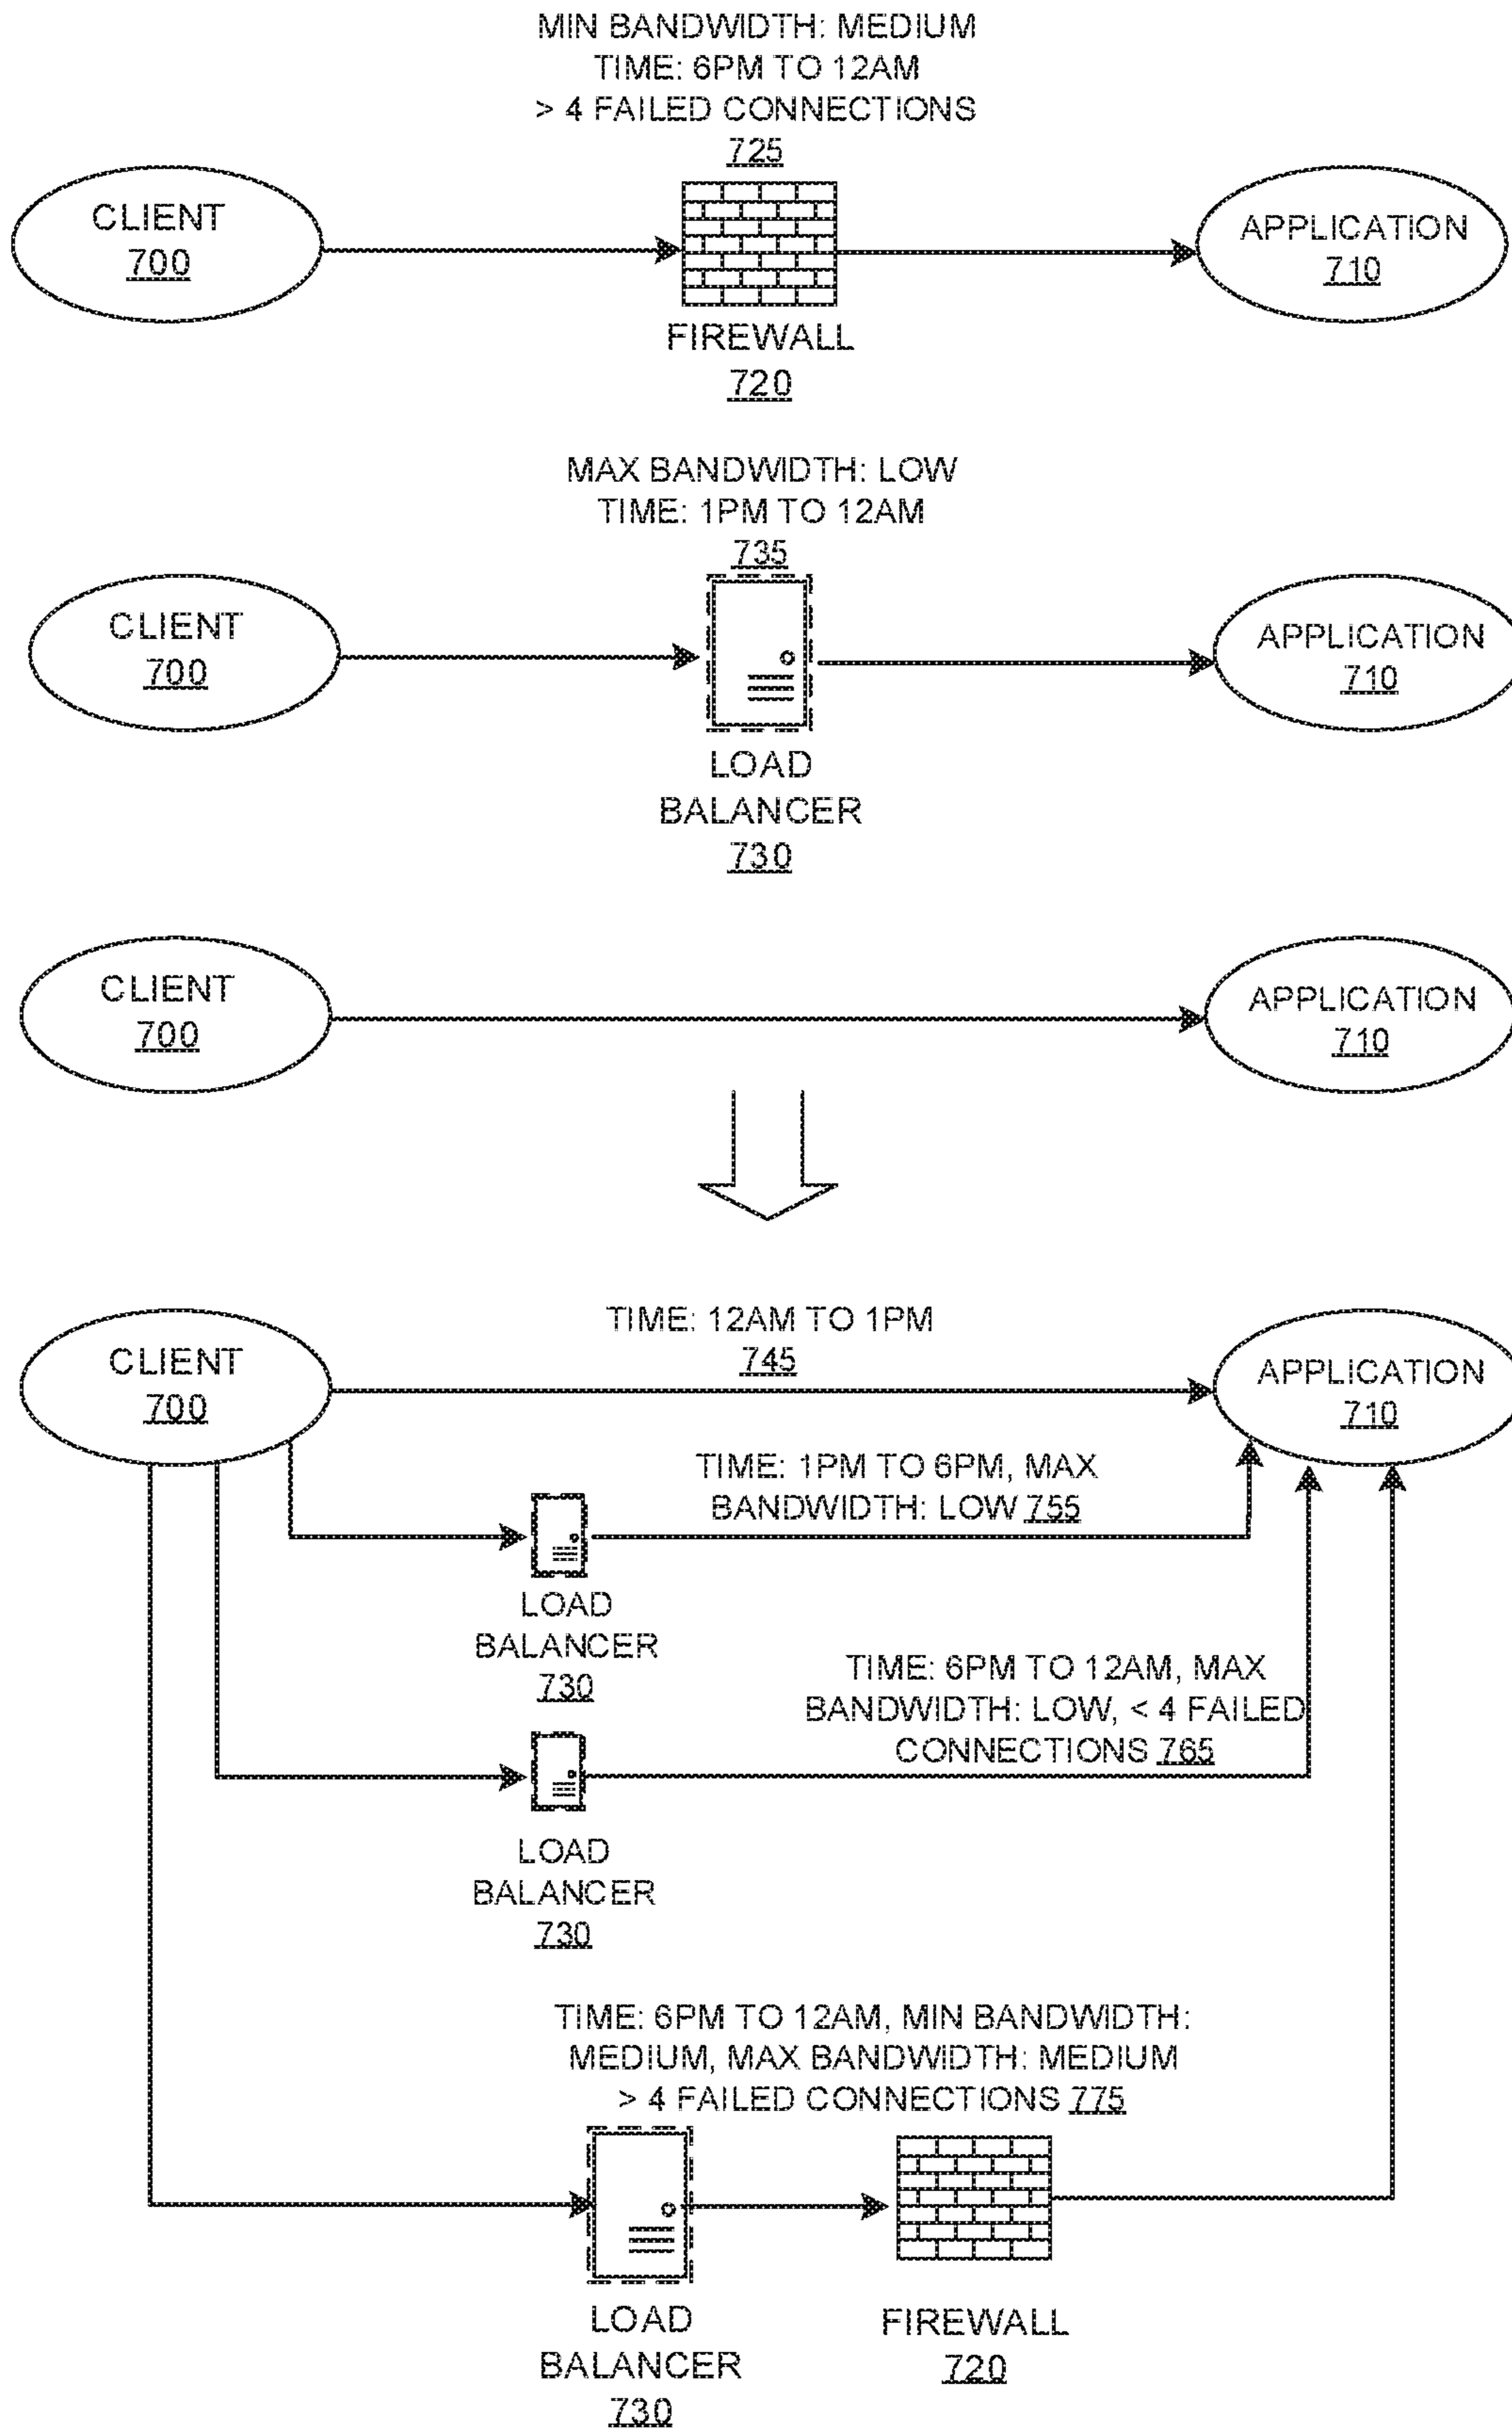 MIN BANDWIDTH: MEDIUM
TIME: 6PM TO 12AM
> 4 FAILED CONNECTIONS
725
CLIENT
700
APPLICATION
710
FIREWALL
720
MAX BANDWIDTH: LOW
TIME: 1PM TO 12AM
735
CLIENT
700
APPLICATION
710
LOAD
BALANCER
730
CLIENT
700
APPLICATION
710
TIME: 12AM TO 1PM
745
CLIENT
700
APPLICATION
710
TIME: 1PM TO 6PM, MAX
BANDWIDTH: LOW 755
LOAD
BALANCER
730
TIME: 6PM TO 12AM, MAX
BANDWIDTH: LOW, < 4 FAILED
CONNECTIONS 765
LOAD
BALANCER
730
TIME: 6PM TO 12AM, MIN BANDWIDTH:
MEDIUM, MAX BANDWIDTH: MEDIUM
> 4 FAILED CONNECTIONS 775
LOAD
BALANCER
730
FIREWALL
720